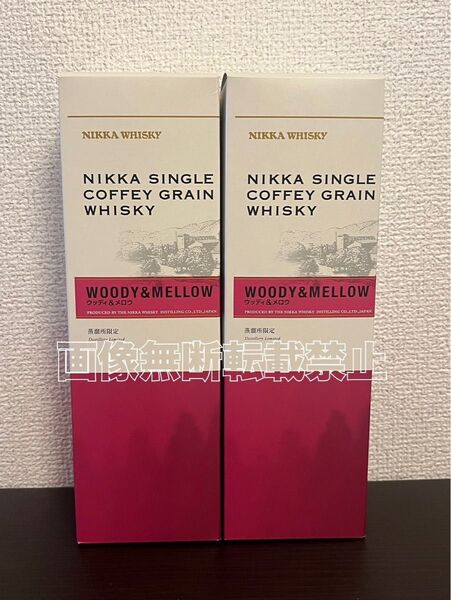 NIKKA WHISKY
NIKKA SINGLE
COFFEY GRAIN
WHISKY
WOODY&MELLOW
ウッディ&メロウ
PRODUCED BY THE NIKKA WHISKY DISTILLING CO.,LTD.,JAPAN
蒸溜所限定
Distillery Limited
NIKKA WHISKY
NIKKA SINGLE
COFFEY GRAIN
WHISKY
WOODY&MELLOW
ウッディ&メロウ
PRODUCED BY THE NIKKA WHISKY DISTILLING CO.,LTD.,JAPAN
蒸溜所限定
Distillery Limited
画像無断転載禁止